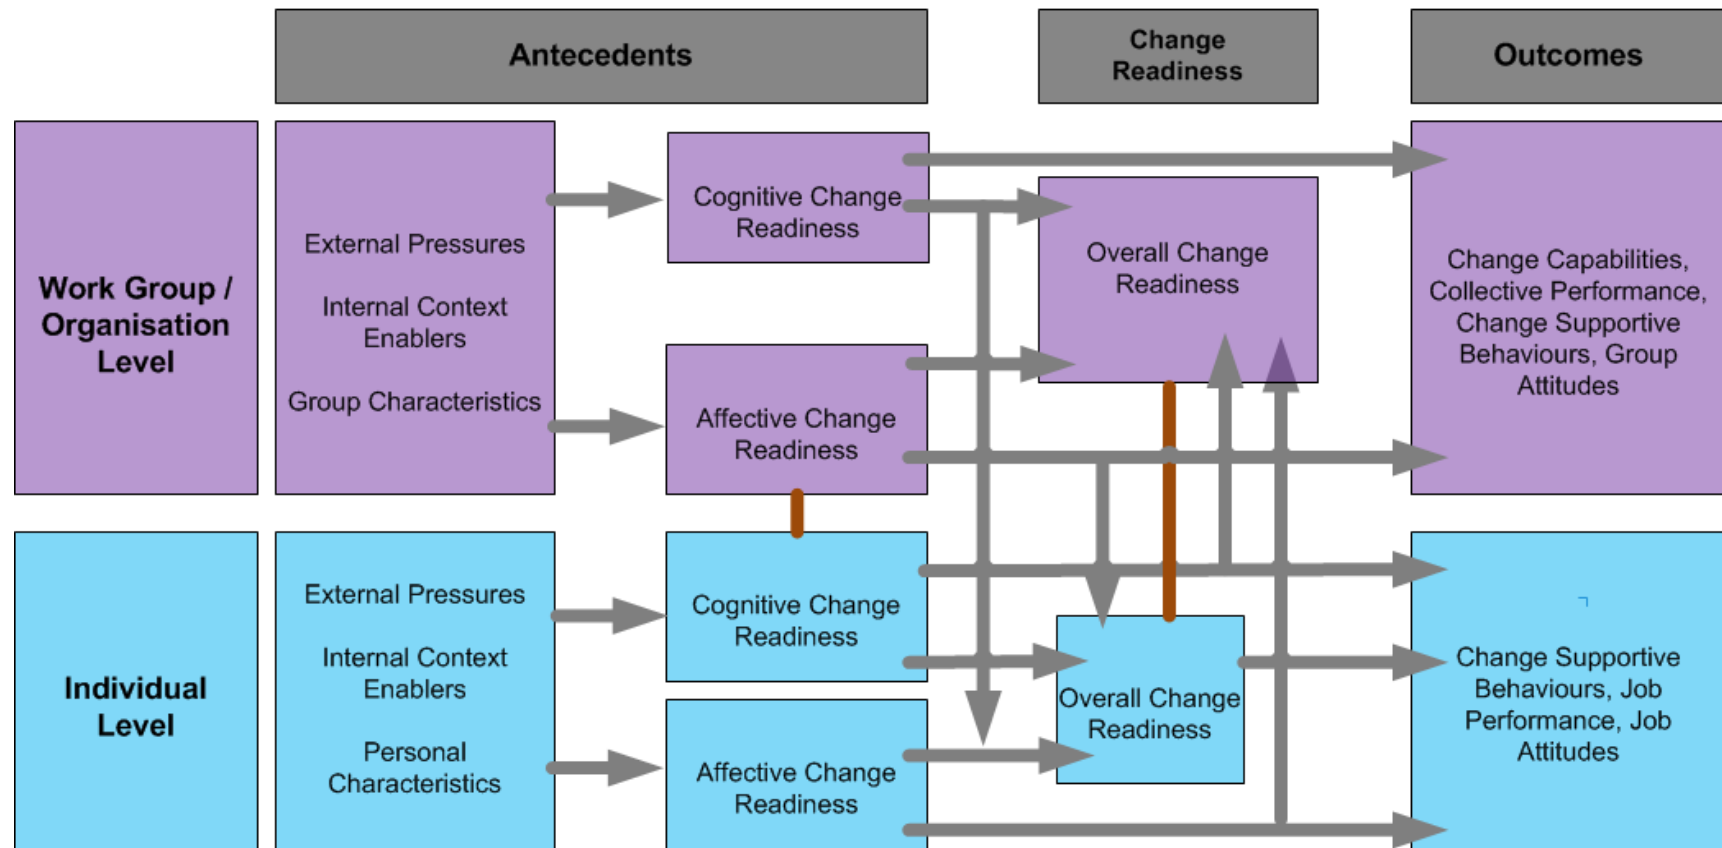 Antecedents
Change
Readiness
Outcomes
Work Group /
Organisation
Level
External Pressures
Internal Context
Enablers
Group Characteristics
Cognitive Change
Readiness
Affective Change
Readiness
Overall Change
Readiness
Change Capabilities,
Collective Performance,
Change Supportive
Behaviours, Group
Attitudes
Individual
Level
External Pressures
Internal Context
Enablers
Personal
Characteristics
Cognitive Change
Readiness
Affective Change
Readiness
Overall Change
Readiness
Change Supportive
Behaviours, Job
Performance, Job
Attitudes